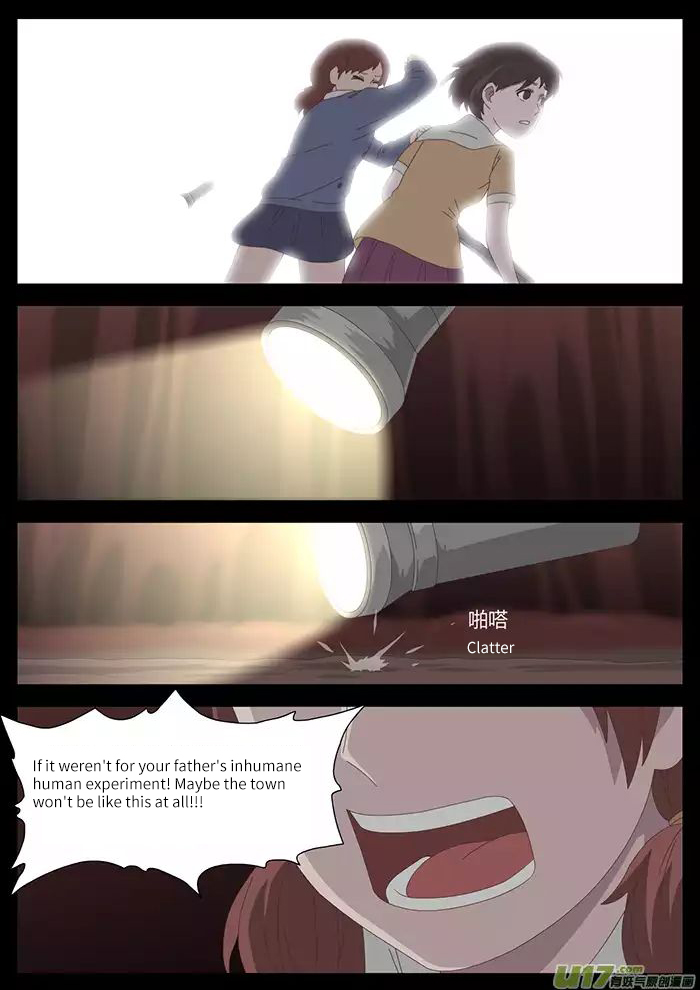 啪嗒
Clatter
If it weren't for your father's inhumane
human experiment! Maybe the town
won't be like this at all!!!
U17.com
有妖气原创漫画